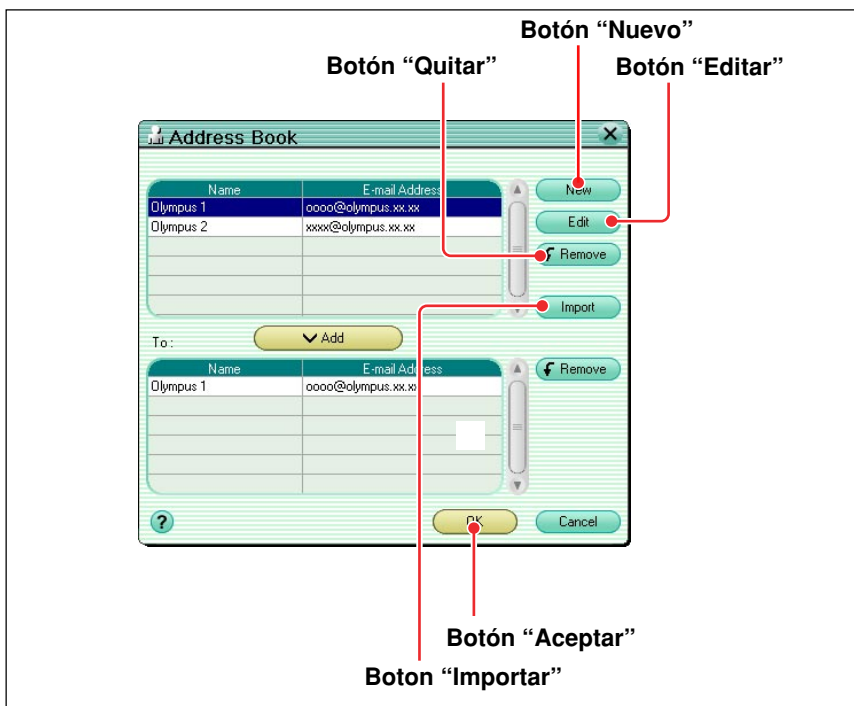 Botón “Nuevo”
Botón “Quitar”
Botón “Editar”
Address Book
Name E-mail Address
Olympus 1 oooo@olympus.xx.xx
Olympus 2 xxxx@olympus.xx.xx
New
Edit
Remove
Import
To :
Add
Name E-mail Address
Olympus 1 oooo@olympus.xx.xx
Remove
?
OK
Cancel
Botón “Aceptar”
Boton “Importar”